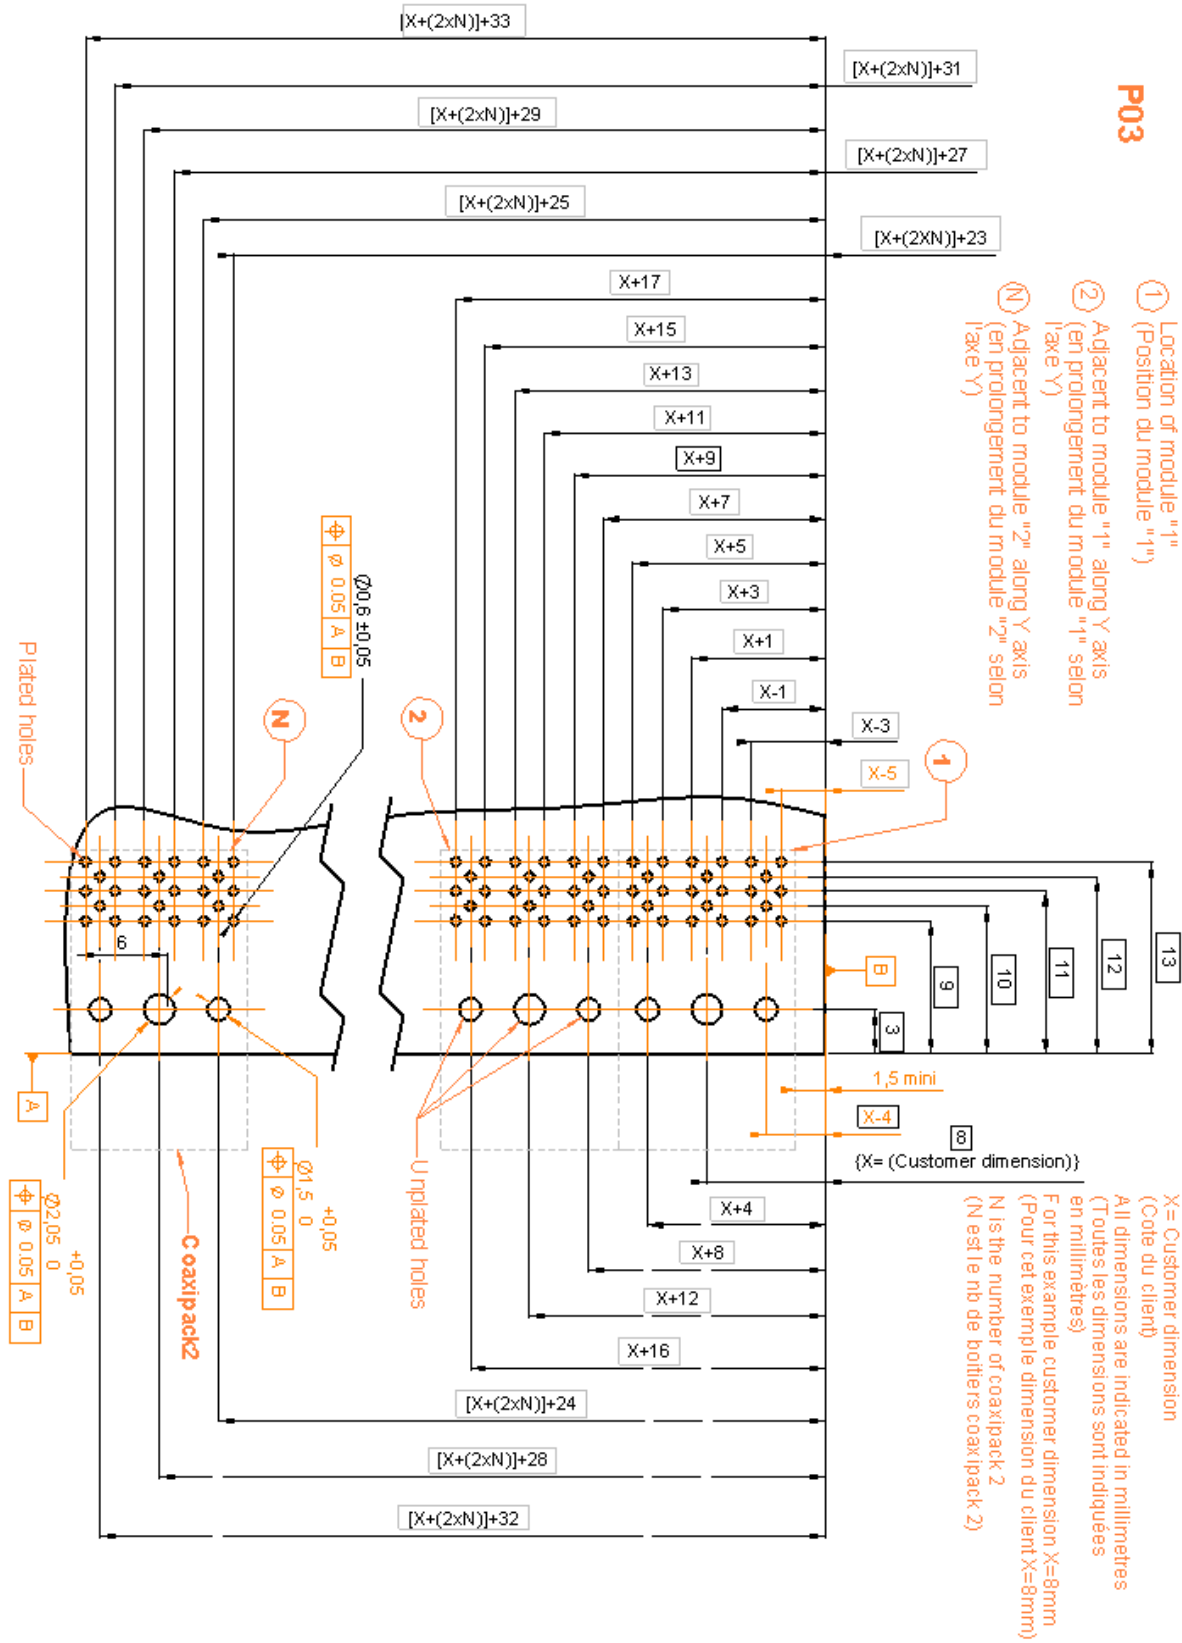 [X+(2xN)]+33
[X+(2xN)]+31
P03
[X+(2xN)]+29
[X+(2xN)]+27
[X+(2xN)]+25
[X+(2XN)]+23
X+17
X+15
X+13
X+11
X+9
X+7
X+5
X+3
X+1
X-1
X-3
X-5
1 Location of module "1"
(Position du module "1")
2 Adjacent to module "1" along Y axis
(en prolongement du module "1" selon
l'axe Y)
N Adjacent to module "2" along Y axis
(en prolongement du module "2" selon
l'axe Y)
Ø0,6 ±0,05
⌖ Ø 0.05 A B
Plated holes
N
2
1
6
B
13
12
11
10
9
3
A
1,5 mini
X-4
8
{X= (Customer dimension)}
X+4
X+8
X+12
X+16
[X+(2xN)]+24
[X+(2xN)]+28
[X+(2xN)]+32
Unplated holes
+0,05
Ø1,5 0
⌖ Ø 0.05 A B
Coaxipack2
+0,05
Ø2,05 0
⌖ Ø 0.05 A B
X= Customer dimension
(Cote du client)
All dimensions are indicated in millimetres
(Toutes les dimensions sont indiquées
en millimètres)
For this example customer dimension X=8mm
(Pour cet exemple dimension du client X=8mm)
N is the number of coaxipack 2
(N est le nb de boitiers coaxipack 2)